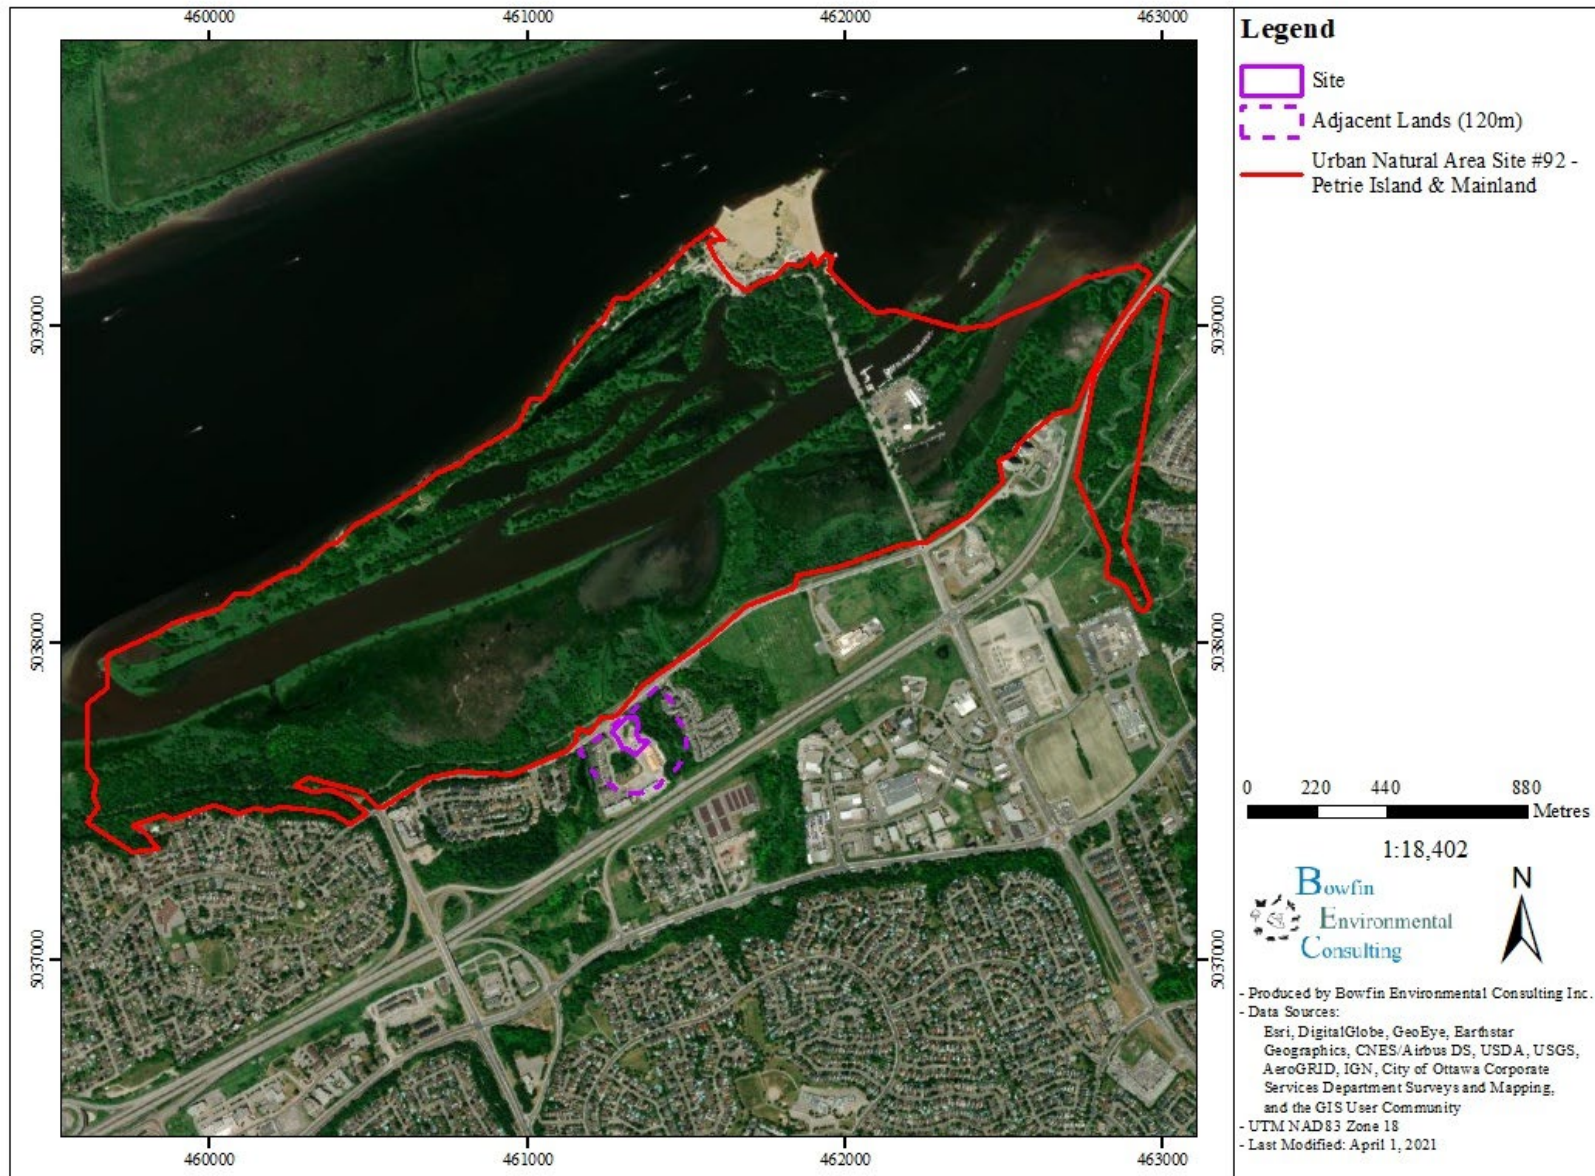 460000 461000 462000 463000
5039000 5039000
5038000 5038000
5037000 5037000
460000 461000 462000 463000
Legend
Site
Adjacent Lands (120m)
Urban Natural Area Site #92 -
Petrie Island & Mainland
0 220 440 880
Metres
1:18,402
Bowfin
Environmental
Consulting
N
- Produced by Bowfin Environmental Consulting Inc.
- Data Sources:
Esri, DigitalGlobe, GeoEye, Earthstar
Geographics, CNES/Airbus DS, USDA, USGS,
AeroGRID, IGN, City of Ottawa Corporate
Services Department Surveys and Mapping,
and the GIS User Community
- UTM NAD83 Zone 18
- Last Modified: April 1, 2021